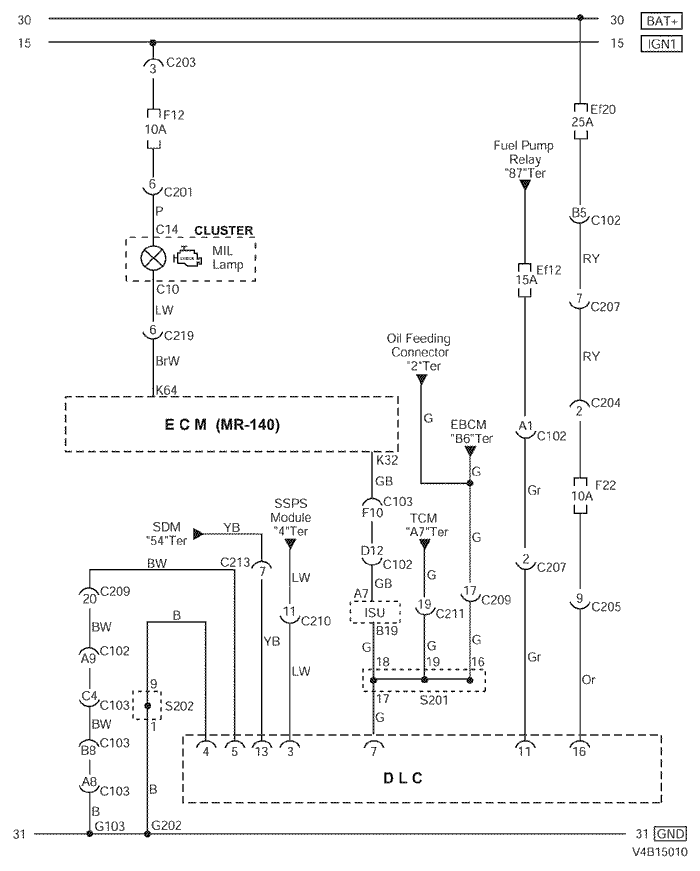 30 30 BAT+
15 15 IGN1
3 C203
F12
10A
Ef20
25A
Fuel Pump
Relay
"87"Ter
6 C201
P
C14 CLUSTER
MIL
Lamp
C10
LW
6 C219
BrW
K64
B5 C102
RY
Ef12
15A
7 C207
RY
Oil Feeding
Connector
"2"Ter
G
EBCM
"B6"Ter
G
C204
2
A1 C102
E C M (MR-140)
K32
GB
C103
F10
F22
10A
Gr
SDM
"54"Ter
YB
SSPS
Module
"4"Ter
TCM
"A7"Ter
G
D12 C102
BW
C213 7
LW
GB
G
2 C207
C209
20
A7
ISU
B19
17 C209
9 C205
B
11 C210
19 C211
BW
YB
G
G
G
A9 C102
LW
18 19 16
Gr
Or
C4 C103
9
S202
1
17
S201
BW
G
B8 C103
4 5 13 3 7 11 16
A8 C103
D L C
B
B
31 G103 G202 31 GND
V4B15010